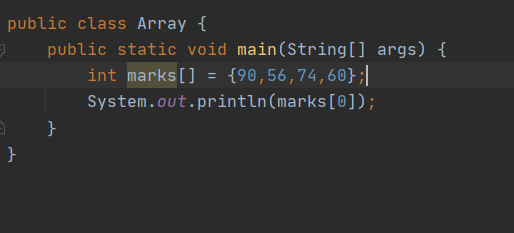 public class Array {
    public static void main(String[] args) {
        int marks[] = {90,56,74,60};
        System.out.println(marks[0]);
    }
}